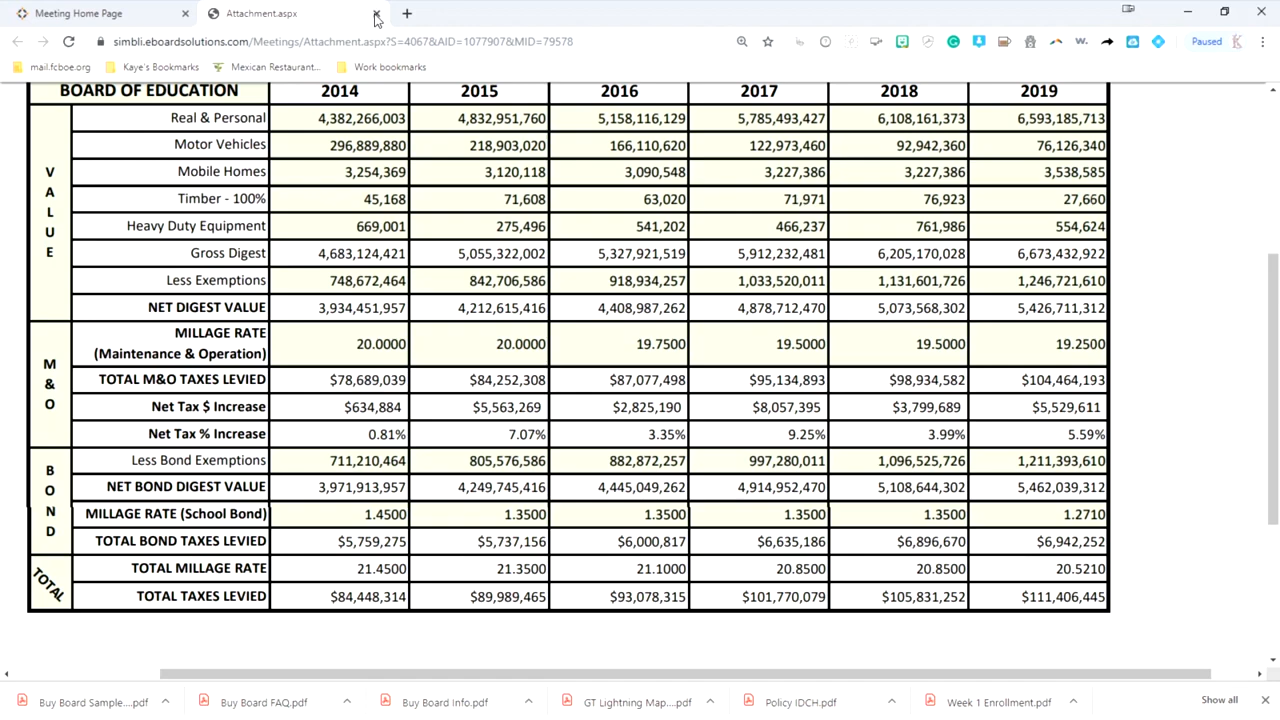 Meeting Home Page
Attachment.aspx
simbli.eboardsolutions.com/Meetings/Attachment.aspx?S=4067&AID=1077907&MID=79578
W.
Paused
mail.fcboe.org Kaye's Bookmarks Mexican Restaurant... Work bookmarks
BOARD OF EDUCATION 2014 2015 2016 2017 2018 2019
VALUE
Real & Personal 4,382,266,003 4,832,951,760 5,158,116,129 5,785,493,427 6,108,161,373 6,593,185,713
Motor Vehicles 296,889,880 218,903,020 166,110,620 122,973,460 92,942,360 76,126,340
Mobile Homes 3,254,369 3,120,118 3,090,548 3,227,386 3,227,386 3,538,585
Timber - 100% 45,168 71,608 63,020 71,971 76,923 27,660
Heavy Duty Equipment 669,001 275,496 541,202 466,237 761,986 554,624
Gross Digest 4,683,124,421 5,055,322,002 5,327,921,519 5,912,232,481 6,205,170,028 6,673,432,922
Less Exemptions 748,672,464 842,706,586 918,934,257 1,033,520,011 1,131,601,726 1,246,721,610
NET DIGEST VALUE 3,934,451,957 4,212,615,416 4,408,987,262 4,878,712,470 5,073,568,302 5,426,711,312
M&O
MILLAGE RATE
(Maintenance & Operation) 20.0000 20.0000 19.7500 19.5000 19.5000 19.2500
TOTAL M&O TAXES LEVIED $78,689,039 $84,252,308 $87,077,498 $95,134,893 $98,934,582 $104,464,193
Net Tax $ Increase $634,884 $5,563,269 $2,825,190 $8,057,395 $3,799,689 $5,529,611
Net Tax % Increase 0.81% 7.07% 3.35% 9.25% 3.99% 5.59%
BOND
Less Bond Exemptions 711,210,464 805,576,586 882,872,257 997,280,011 1,096,525,726 1,211,393,610
NET BOND DIGEST VALUE 3,971,913,957 4,249,745,416 4,445,049,262 4,914,952,470 5,108,644,302 5,462,039,312
MILLAGE RATE (School Bond) 1.4500 1.3500 1.3500 1.3500 1.3500 1.2710
TOTAL BOND TAXES LEVIED $5,759,275 $5,737,156 $6,000,817 $6,635,186 $6,896,670 $6,942,252
TOTAL
TOTAL MILLAGE RATE 21.4500 21.3500 21.1000 20.8500 20.8500 20.5210
TOTAL TAXES LEVIED $84,448,314 $89,989,465 $93,078,315 $101,770,079 $105,831,252 $111,406,445
Buy Board Sample....pdf Buy Board FAQ.pdf Buy Board Info.pdf GT Lightning Map....pdf Policy IDCH.pdf Week 1 Enrollment.pdf Show all